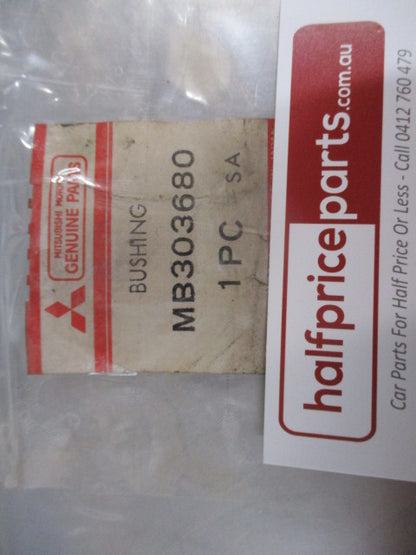 MITSUBISHI MOTORS
GENUINE PARTS
BUSHING
MB303680
1 PC SA
halfpriceparts.com.au
Car Parts For Half Price Or Less - Call 0412 760 479